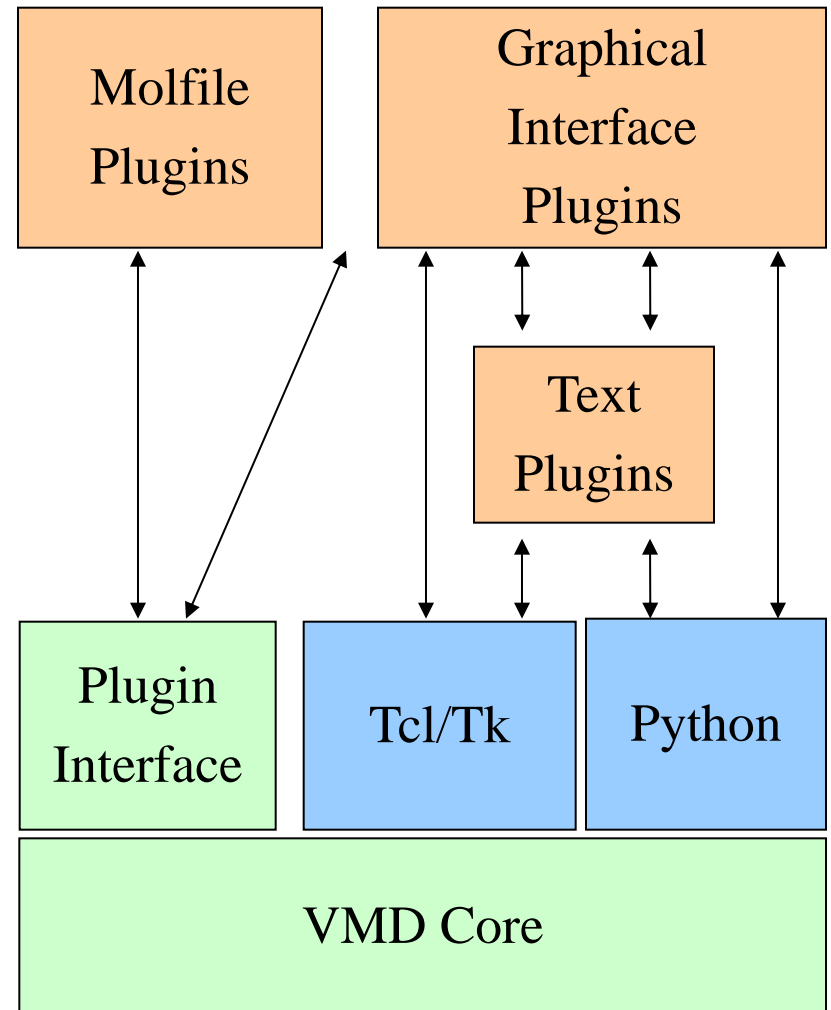 Molfile
Plugins
Graphical
Interface
Plugins
Text
Plugins
Plugin
Interface
Tcl/Tk
Python
VMD Core